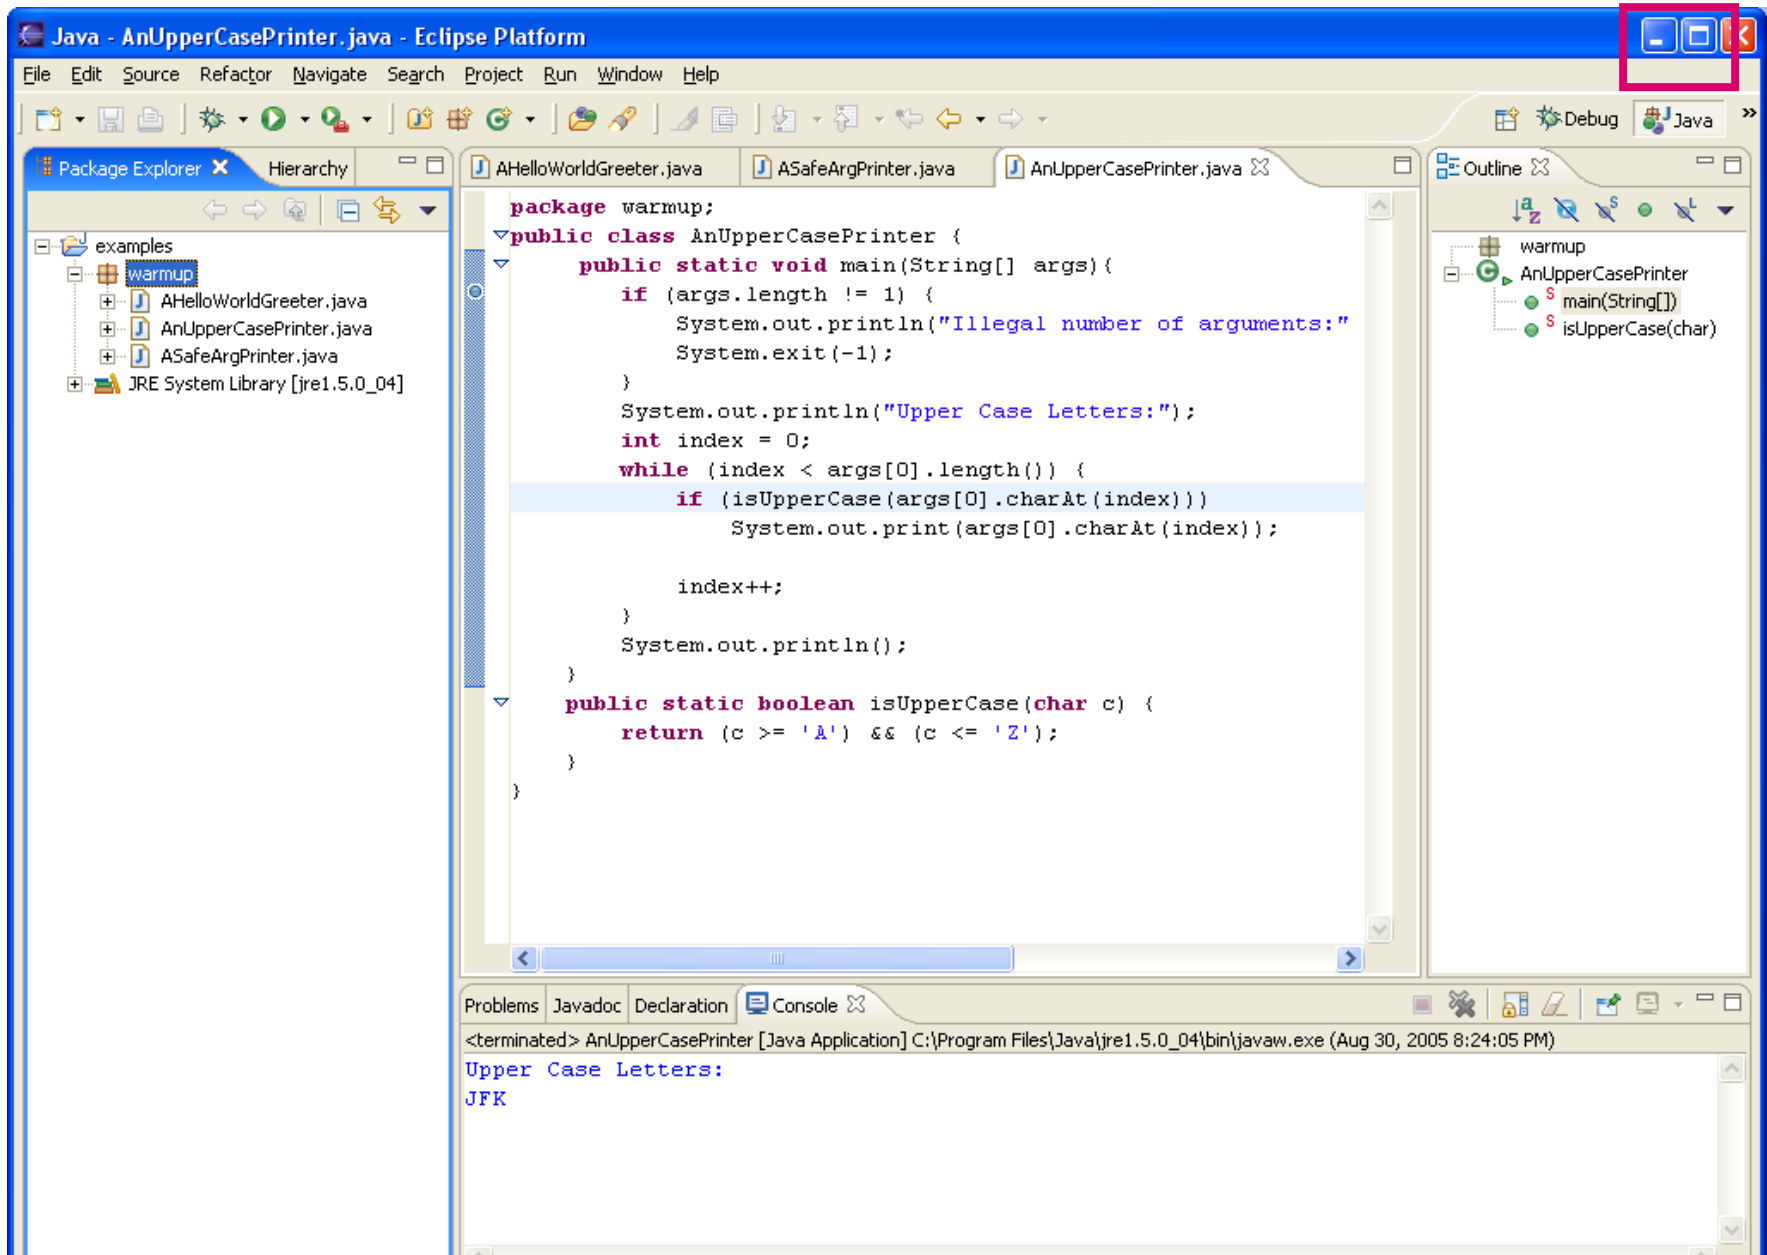 Java - AnUpperCasePrinter.java - Eclipse Platform
File Edit Source Refactor Navigate Search Project Run Window Help
Debug Java »
Package Explorer Hierarchy
examples
warmup
AHelloWorldGreeter.java
AnUpperCasePrinter.java
ASafeArgPrinter.java
JRE System Library [jre1.5.0_04]
AHelloWorldGreeter.java ASafeArgPrinter.java AnUpperCasePrinter.java
package warmup;
public class AnUpperCasePrinter {
public static void main(String[] args){
if (args.length != 1) {
System.out.println("Illegal number of arguments:"
System.exit(-1);
}
System.out.println("Upper Case Letters:");
int index = 0;
while (index < args[0].length()) {
if (isUpperCase(args[0].charAt(index)))
System.out.print(args[0].charAt(index));
index++;
}
System.out.println();
}
public static boolean isUpperCase(char c) {
return (c >= 'A') && (c <= 'Z');
}
}
Outline
warmup
AnUpperCasePrinter
main(String[])
isUpperCase(char)
Problems Javadoc Declaration Console
<terminated> AnUpperCasePrinter [Java Application] C:\Program Files\Java\jre1.5.0_04\bin\javaw.exe (Aug 30, 2005 8:24:05 PM)
Upper Case Letters:
JFK